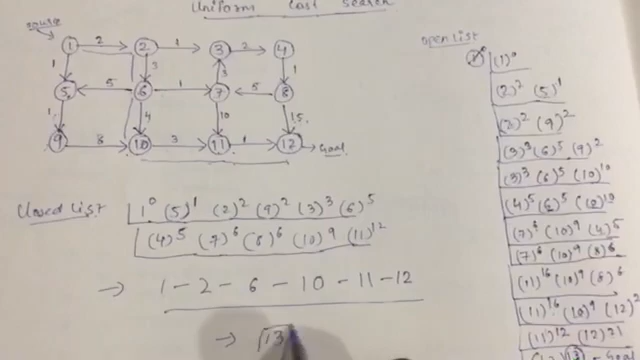 Uniform Cost Search
source
1 2 2 1 3 2 4
1 3 3 1
5 5 6 1 7 5 8
1 4 10 15
9 8 10 3 11 1 12 Goal
Closed List
1⁰ (5)¹ (2)² (9)² (3)³ (6)⁵
(4)⁵ (7)⁶ (8)⁶ (10)⁹ (11)¹²
→ 1 - 2 - 6 - 10 - 11 - 12
→ 13
open list
(1)⁰
(2)² (5)¹
(2)² (9)²
(3)³ (6)⁵ (9)²
(3)³ (6)⁵ (10)¹⁰
(4)⁵ (6)⁵ (10)¹⁰
(7)⁶ (10)⁹ (4)⁵
(7)⁶ (10)⁹ (8)⁶
(11)¹⁶ (10)⁹ (8)⁶
(11)¹⁶ (10)⁹ (12)²¹
(11)¹² (12)²¹